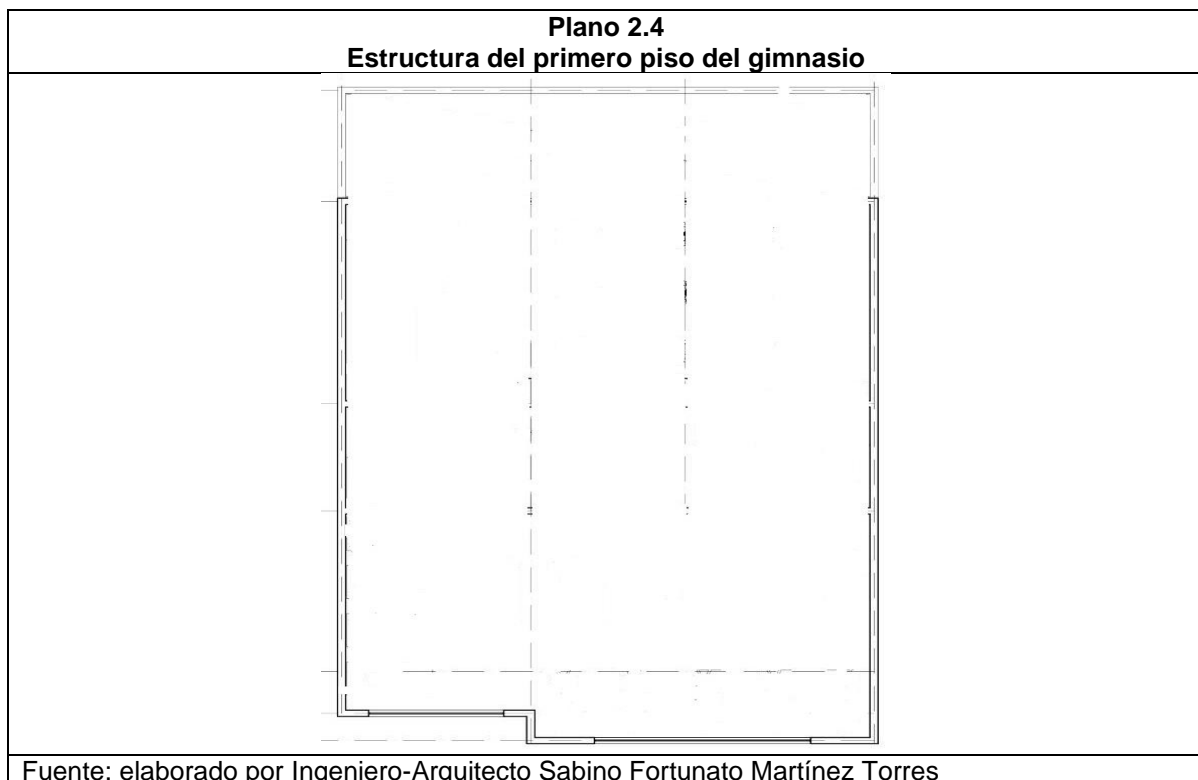 Plano 2.4
Estructura del primero piso del gimnasio
Fuente: elaborado por Ingeniero-Arquitecto Sabino Fortunato Martínez Torres